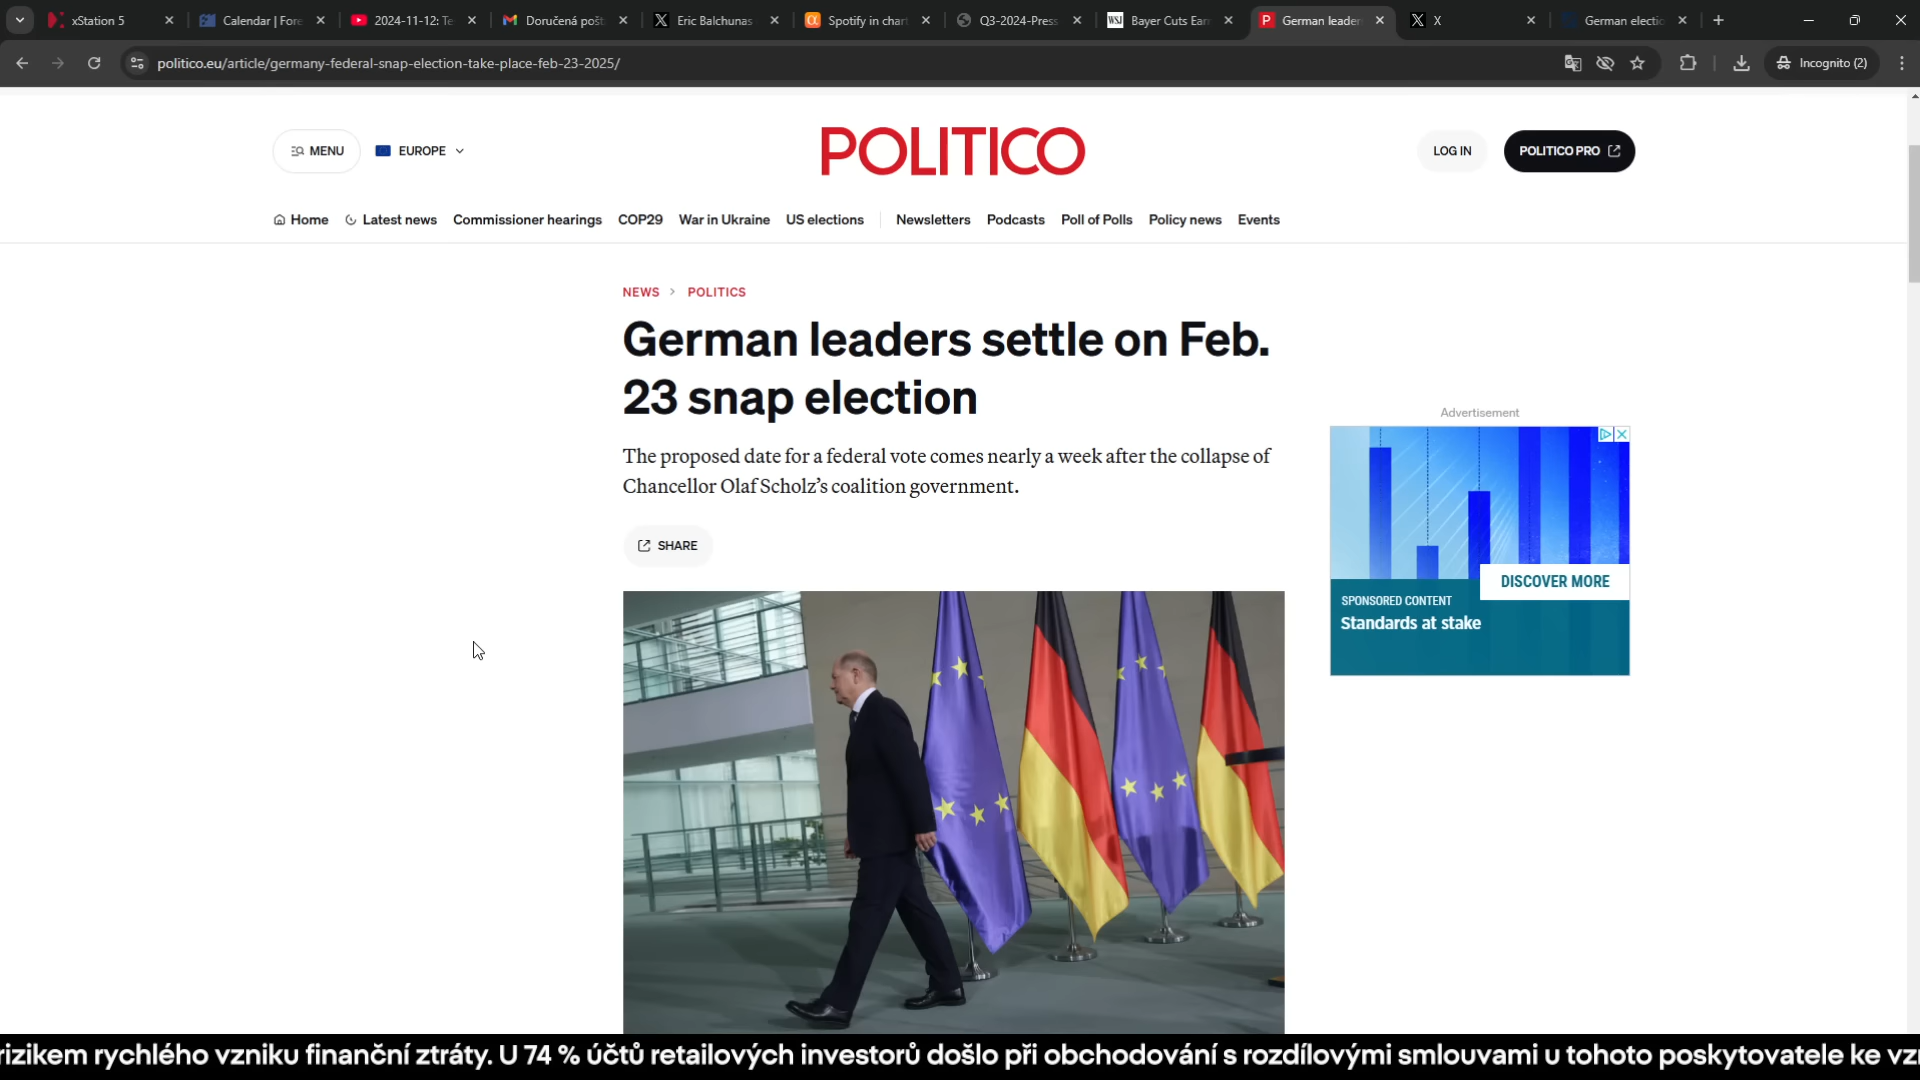 xStation 5
Calendar | Fore
2024-11-12: Te
Doručená pošt
Eric Balchunas
Spotify in chart
Q3-2024-Press
WSJ
Bayer Cuts Earn
German leader
X
German electio
politico.eu/article/germany-federal-snap-election-take-place-feb-23-2025/
Incognito (2)
MENU
EUROPE
POLITICO
LOG IN
POLITICO PRO
Home
Latest news
Commissioner hearings
COP29
War in Ukraine
US elections
Newsletters
Podcasts
Poll of Polls
Policy news
Events
NEWS > POLITICS
German leaders settle on Feb.
23 snap election
The proposed date for a federal vote comes nearly a week after the collapse of
Chancellor Olaf Scholz’s coalition government.
SHARE
Advertisement
DISCOVER MORE
SPONSORED CONTENT
Standards at stake
rizikem rychlého vzniku finanční ztráty. U 74 % účtů retailových investorů došlo při obchodování s rozdílovými smlouvami u tohoto poskytovatele ke vz